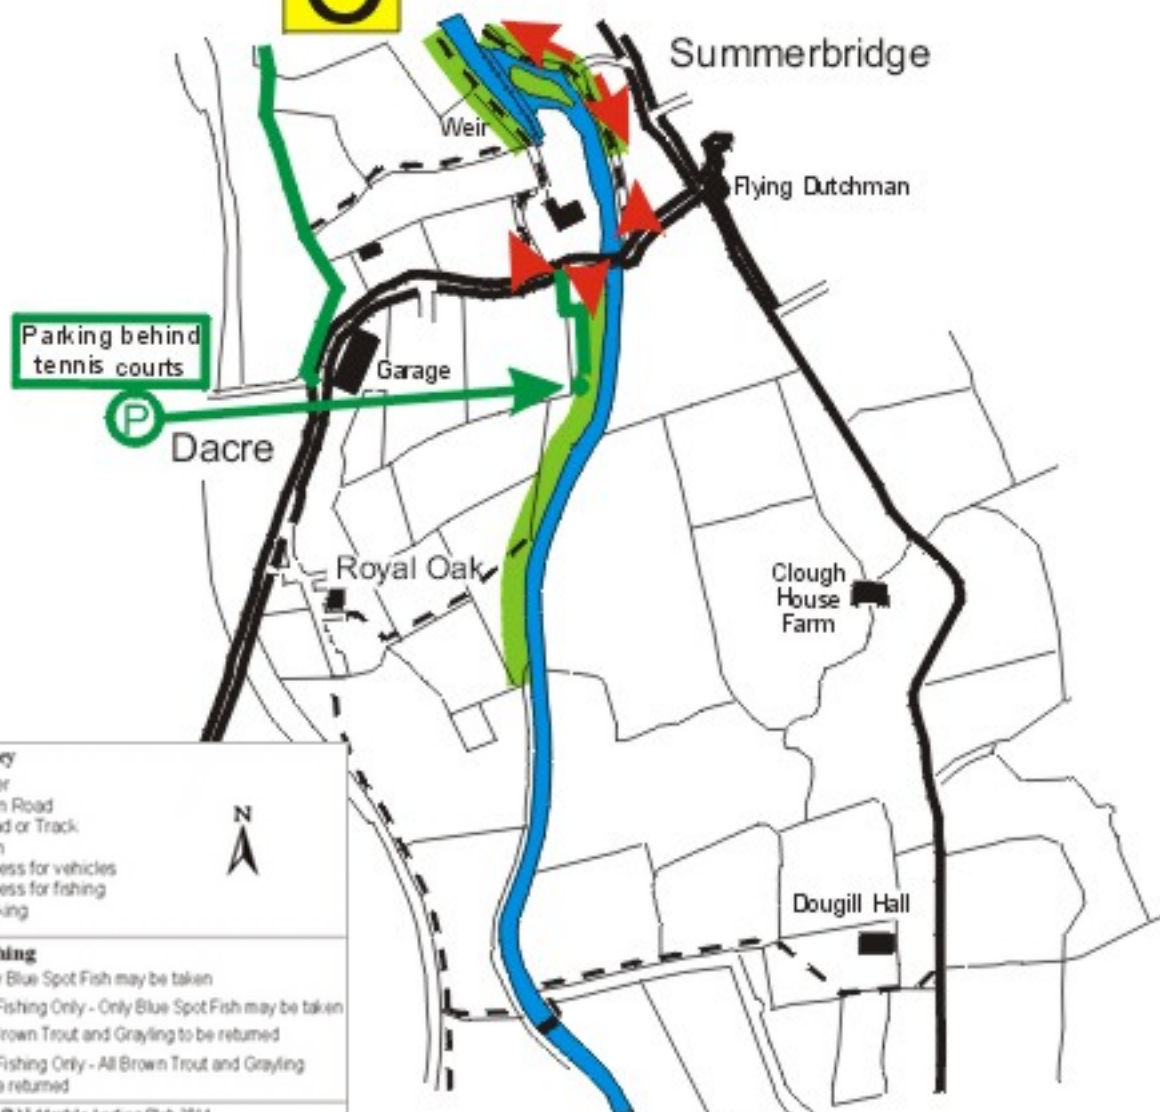 Summerbridge
Weir
Flying Dutchman
Parking behind
tennis courts
Garage
P
Dacre
Royal Oak
Clough
House
Farm
N
Road
or Track
for vehicles
for fishing
Dougill Hall
Blue Spot Fish may be taken
Fishing Only - Only Blue Spot Fish may be taken
Brown Trout and Grayling to be returned
Fishing Only - All Brown Trout and Grayling
returned